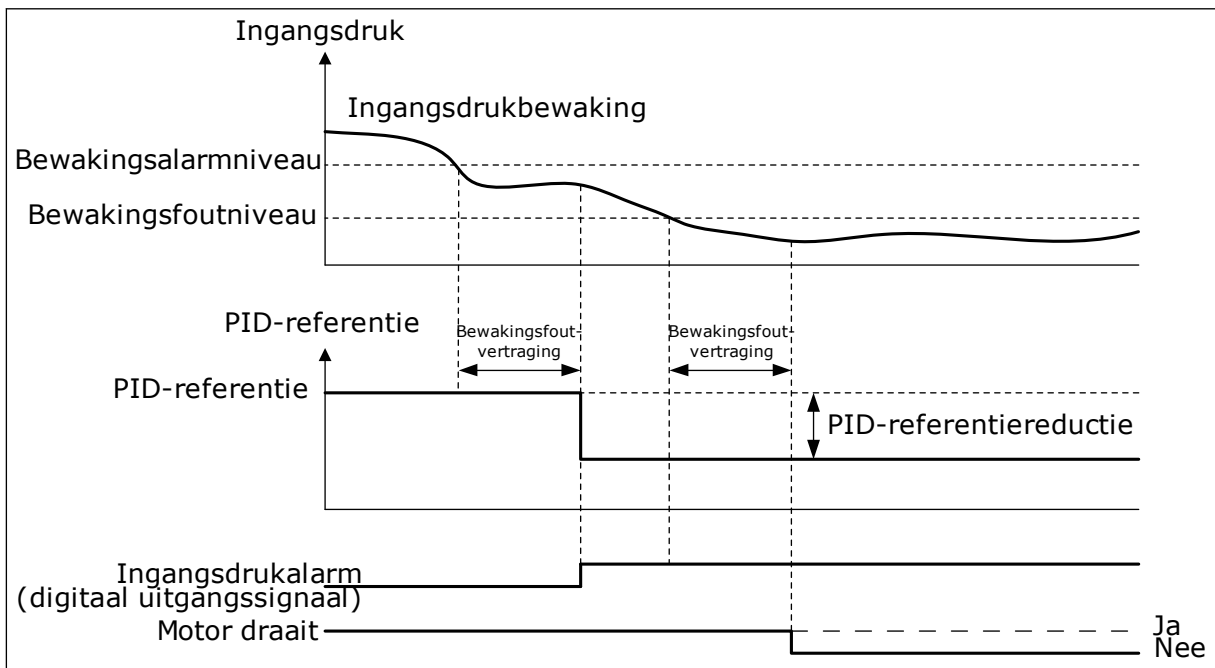 Ingangsdruk
Ingangsdrukbewaking
Bewakingsalarmniveau
Bewakingsfoutniveau
PID-referentie
Bewakingsfout-
vertraging
Bewakingsfout-
vertraging
PID-referentie
PID-referentiereductie
Ingangsdrukalarm
(digitaal uitgangssignaal)
Motor draait
Ja
Nee